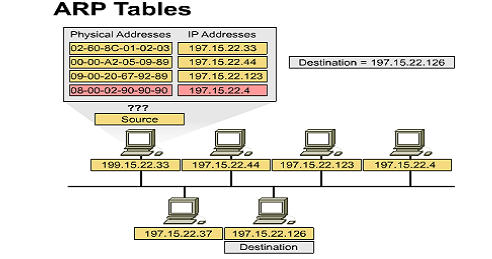 ARP Tables
Physical Addresses IP Addresses
02-60-8C-01-02-03 197.15.22.33
00-00-A2-05-09-89 197.15.22.44
09-00-20-67-92-89 197.15.22.123
08-00-02-90-90-90 197.15.22.4
Destination = 197.15.22.126
???
Source
199.15.22.33 197.15.22.44 197.15.22.123 197.15.22.4
197.15.22.37 197.15.22.126
Destination